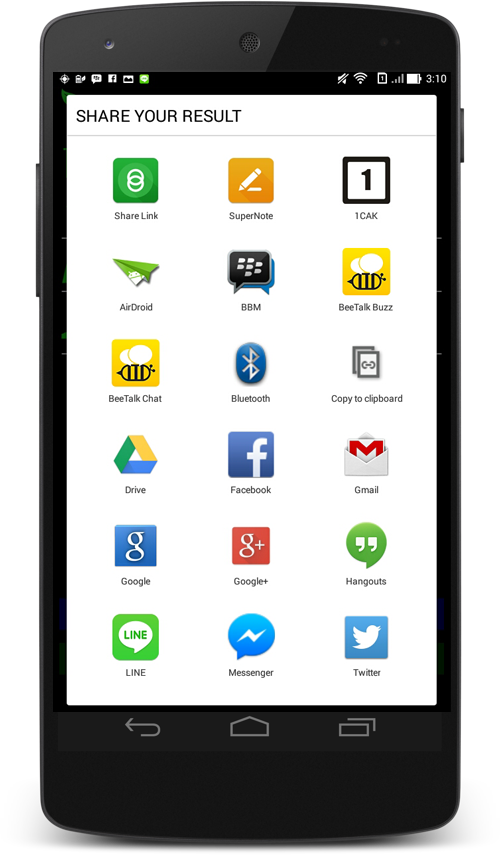 3:10
SHARE YOUR RESULT
1
Share Link
SuperNote
1CAK
AirDroid
BBM
BeeTalk Buzz
BeeTalk Chat
Bluetooth
Copy to clipboard
f
M
Drive
Facebook
Gmail
g
g+
Google
Google+
Hangouts
LINE
LINE
Messenger
Twitter